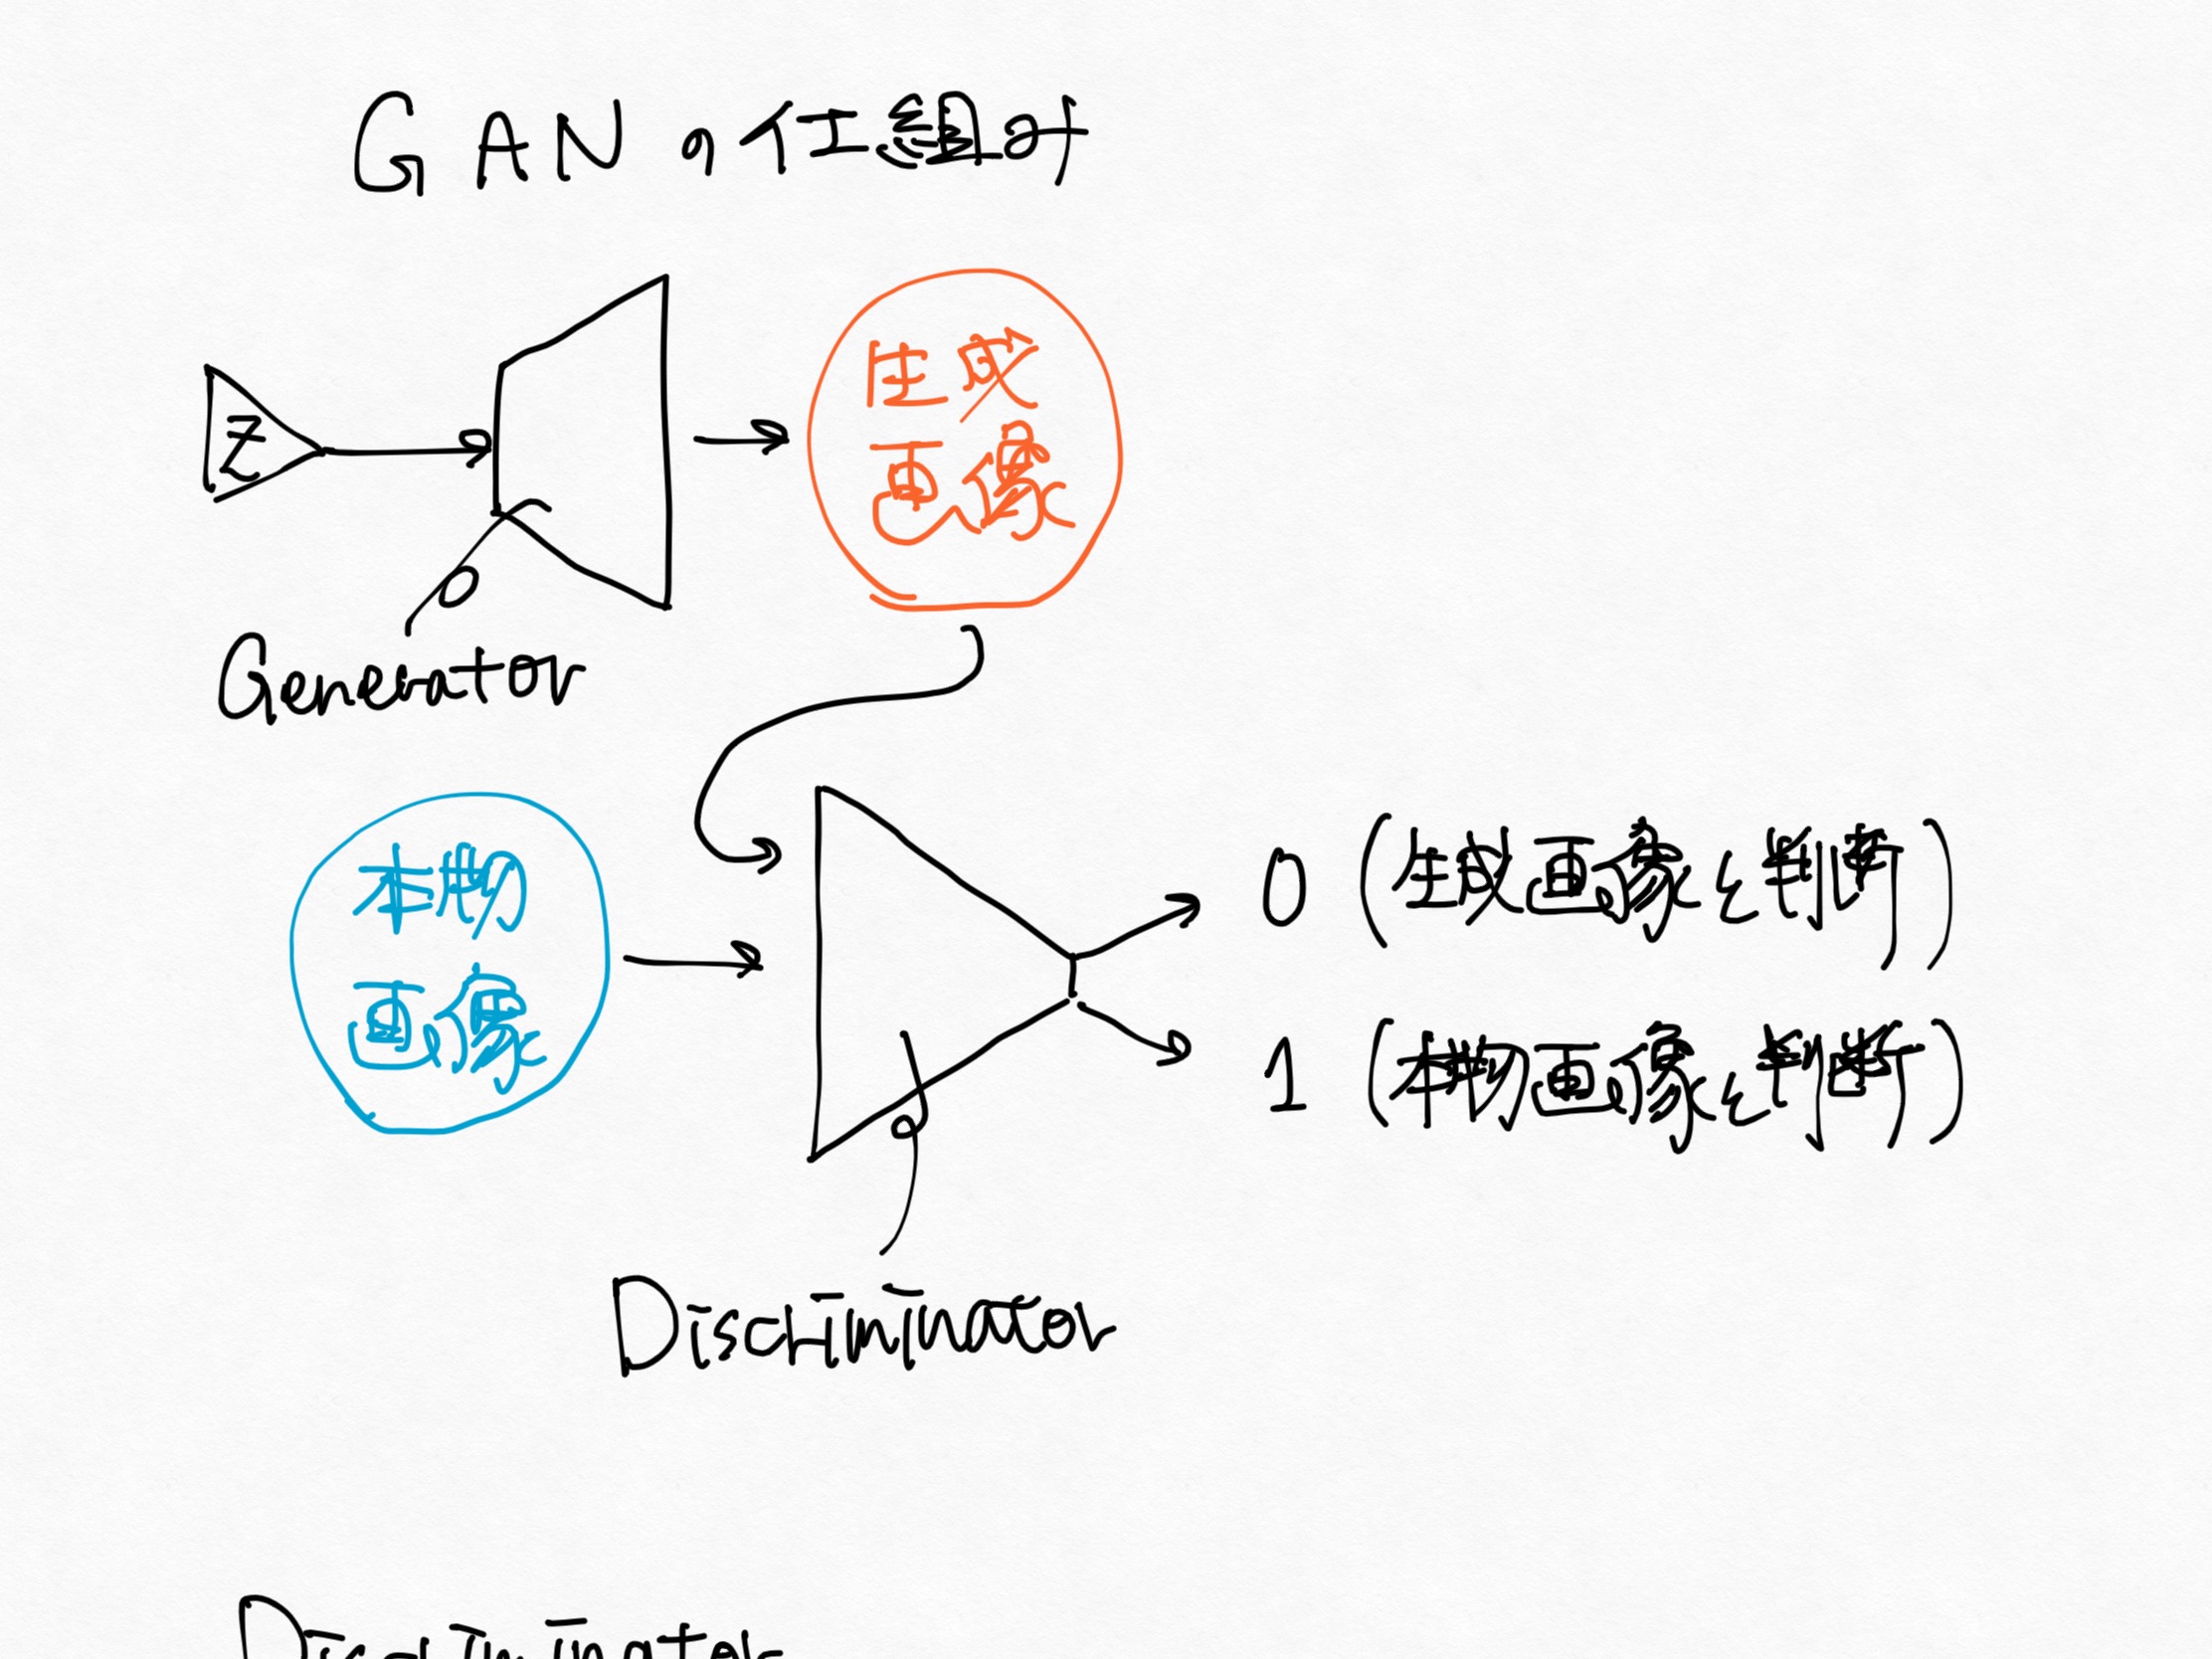 GANの仕組み
Z
生成
画像
Generator
本物
画像
0 (生成画像と判断)
1 (本物画像と判断)
Discriminator
Discriminator